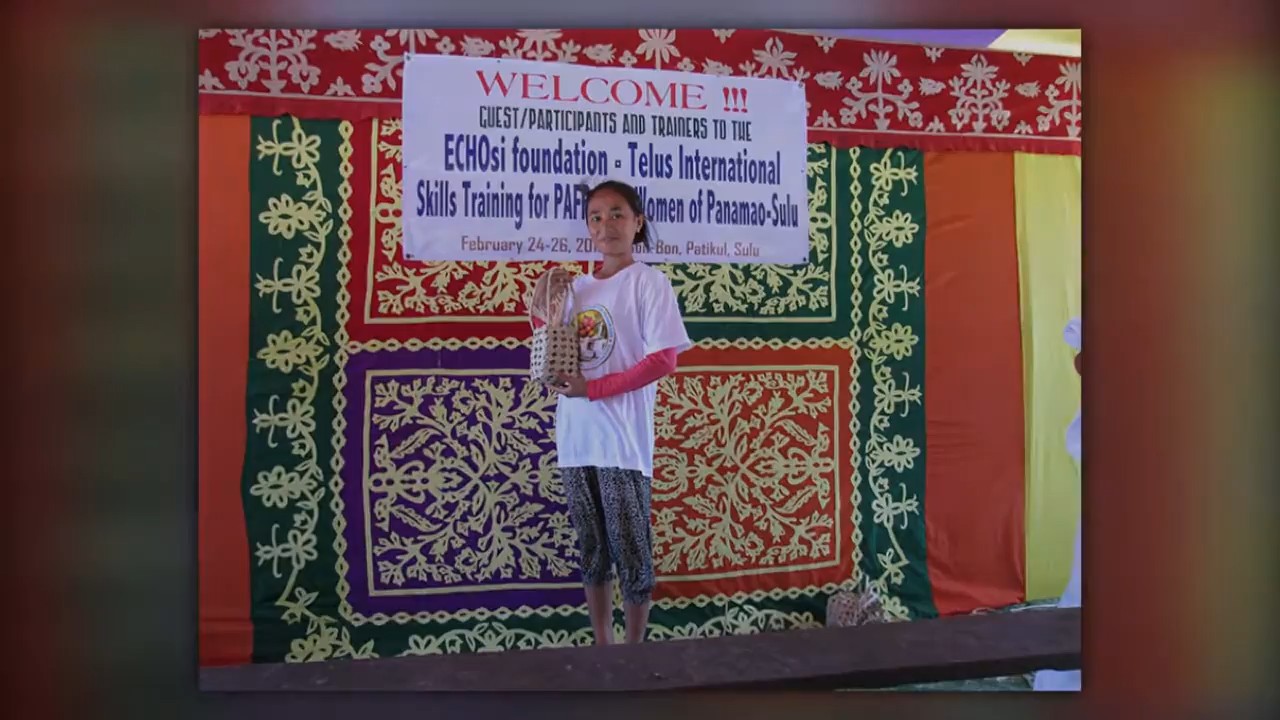 WELCOME !!!
GUEST/PARTICIPANTS AND TRAINERS TO THE
ECHOsi foundation - Telus International
Skills Training for Women of Panamao-Sulu
February 24-26, Bon, Patikul, Sulu